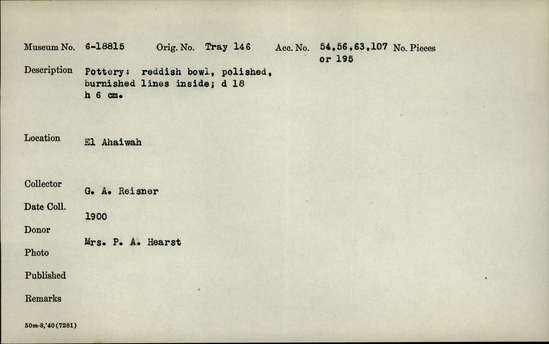 Museum No. 6-18815 Orig. No. Tray 146 Acc. No. 54,56,63,107 No. Pieces
or 195
Description Pottery: reddish bowl, polished,
burnished lines inside; d 18
h 6 cm.
Location El Ahaiwah
Collector G. A. Reisner
Date Coll. 1900
Donor Mrs. P. A. Hearst
Photo
Published
Remarks
50m-8,'40(7261)